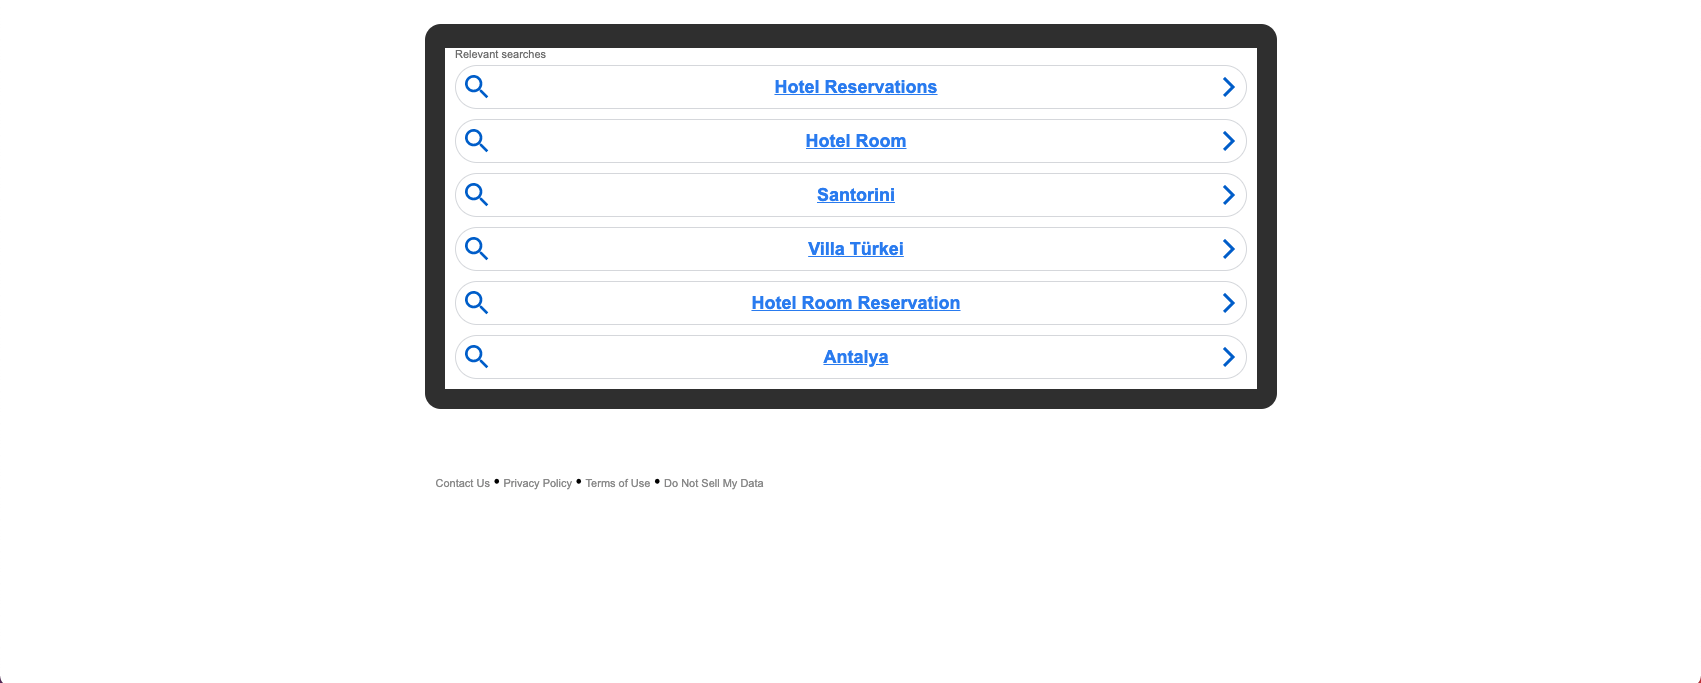 Relevant searches
Hotel Reservations
Hotel Room
Santorini
Villa Türkei
Hotel Room Reservation
Antalya
Contact Us • Privacy Policy • Terms of Use • Do Not Sell My Data